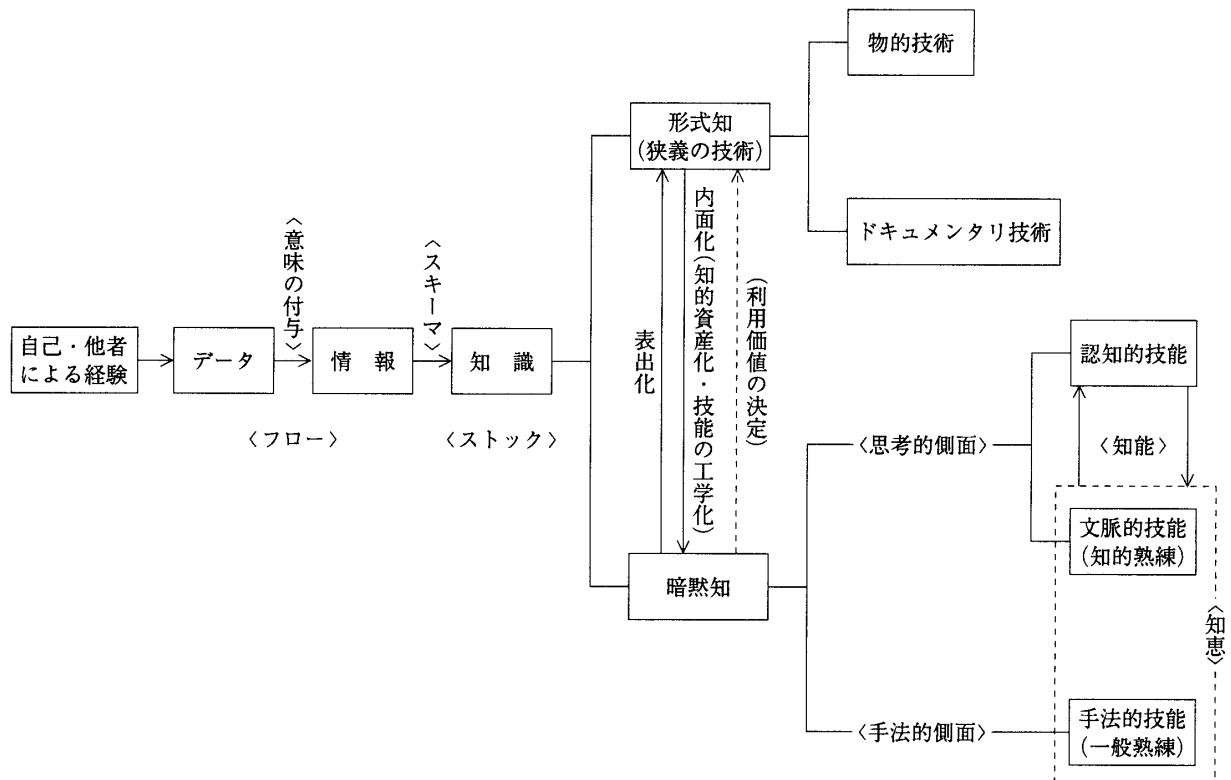 物的技術
形式知
(狭義の技術)
ドキュメンタリ技術
〈意味の付与〉
〈スキーマ〉
自己・他者
による経験
データ
情 報
知 識
〈フロー〉
〈ストック〉
表出化
内面化(知的資産化・技能の工学化)
(利用価値の決定)
認知的技能
〈思考的側面〉
〈知能〉
文脈的技能
(知的熟練)
暗黙知
〈知恵〉
〈手法的側面〉
手法的技能
(一般熟練)